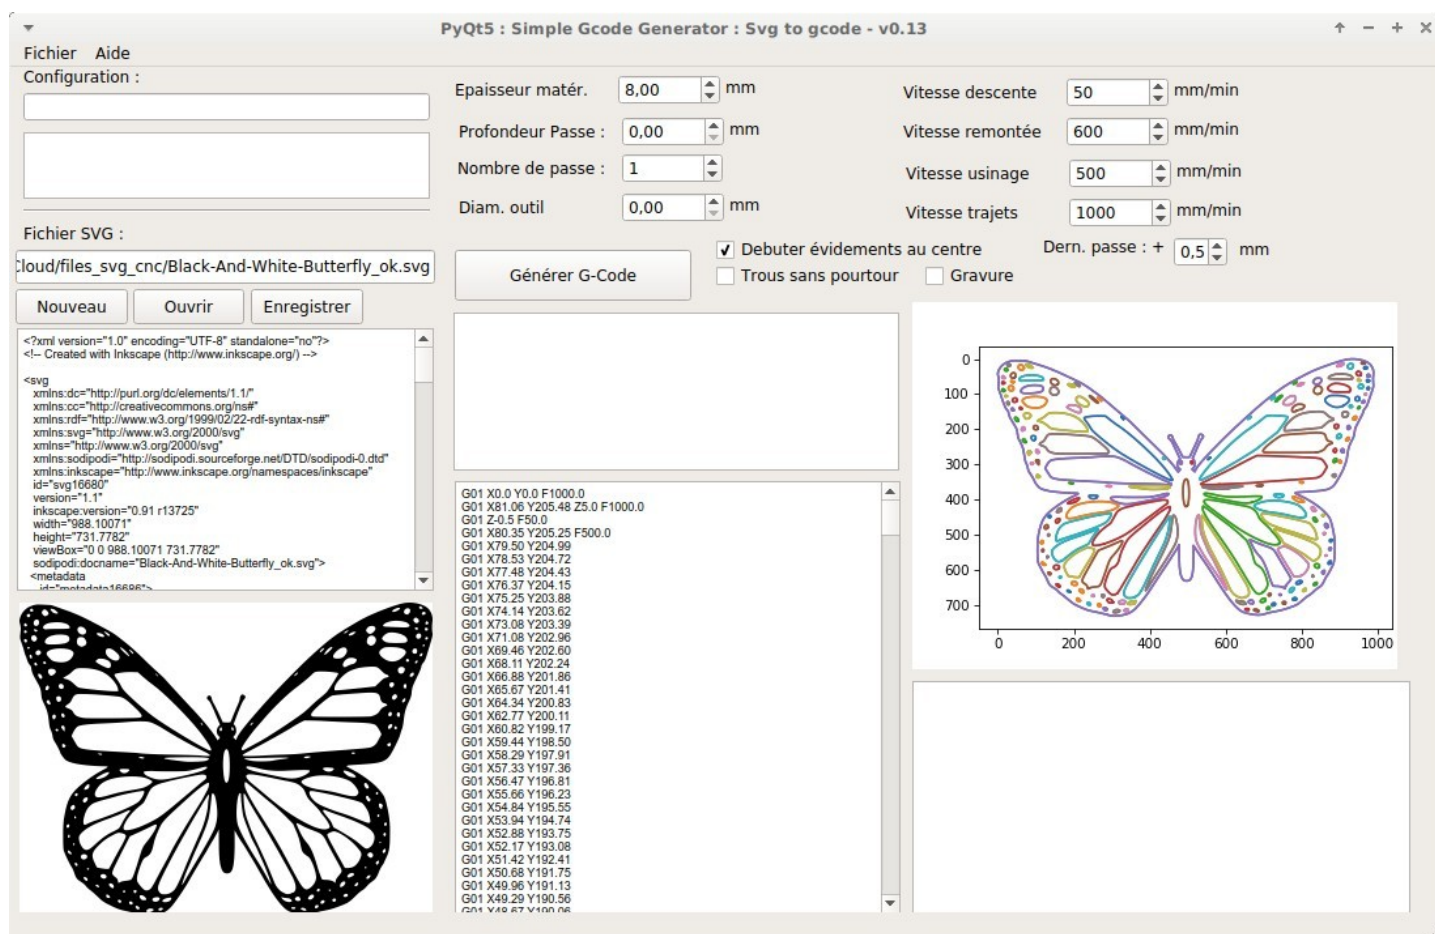 PyQt5 : Simple Gcode Generator : Svg to gcode - v0.13
Fichier Aide
Configuration :
Fichier SVG :
Cloud/files_svg_cnc/Black-And-White-Butterfly_ok.svg
Nouveau Ouvrir Enregistrer
<?xml version="1.0" encoding="UTF-8" standalone="no"?>
<!-- Created with Inkscape (http://www.inkscape.org/) -->
<svg
xmlns:dc="http://purl.org/dc/elements/1.1/"
xmlns:cc="http://creativecommons.org/ns#"
xmlns:rdf="http://www.w3.org/1999/02/22-rdf-syntax-ns#"
xmlns:svg="http://www.w3.org/2000/svg"
xmlns="http://www.w3.org/2000/svg"
xmlns:sodipodi="http://sodipodi.sourceforge.net/DTD/sodipodi-0.dtd"
xmlns:inkscape="http://www.inkscape.org/namespaces/inkscape"
id="svg16680"
version="1.1"
inkscape:version="0.91 r13725"
width="988.10071"
height="731.7782"
viewBox="0 0 988.10071 731.7782"
sodipodi:docname="Black-And-White-Butterfly_ok.svg">
<metadata
id="metadata16686">
Epaisseur matér. 8,00 mm
Profondeur Passe : 0,00 mm
Nombre de passe : 1
Diam. outil 0,00 mm
Vitesse descente 50 mm/min
Vitesse remontée 600 mm/min
Vitesse usinage 500 mm/min
Vitesse trajets 1000 mm/min
Générer G-Code
Debuter évidements au centre
Dern. passe : + 0,5 mm
Trous sans pourtour Gravure
G01 X0.0 Y0.0 F1000.0
G01 X81.06 Y205.48 Z5.0 F1000.0
G01 Z-0.5 F50.0
G01 X80.35 Y205.25 F500.0
G01 X79.50 Y204.99
G01 X78.53 Y204.72
G01 X77.48 Y204.43
G01 X76.37 Y204.15
G01 X75.25 Y203.88
G01 X74.14 Y203.62
G01 X73.08 Y203.39
G01 X71.08 Y202.96
G01 X69.46 Y202.60
G01 X68.11 Y202.24
G01 X66.88 Y201.86
G01 X65.67 Y201.41
G01 X64.34 Y200.83
G01 X62.77 Y200.11
G01 X60.82 Y199.17
G01 X59.44 Y198.50
G01 X58.29 Y197.91
G01 X57.33 Y197.36
G01 X56.47 Y196.81
G01 X55.66 Y196.23
G01 X54.84 Y195.55
G01 X53.94 Y194.74
G01 X52.88 Y193.75
G01 X52.17 Y193.08
G01 X51.42 Y192.41
G01 X50.68 Y191.75
G01 X49.96 Y191.13
G01 X49.29 Y190.56
G01 X48.67 Y190.06
0
100
200
300
400
500
600
700
0 200 400 600 800 1000